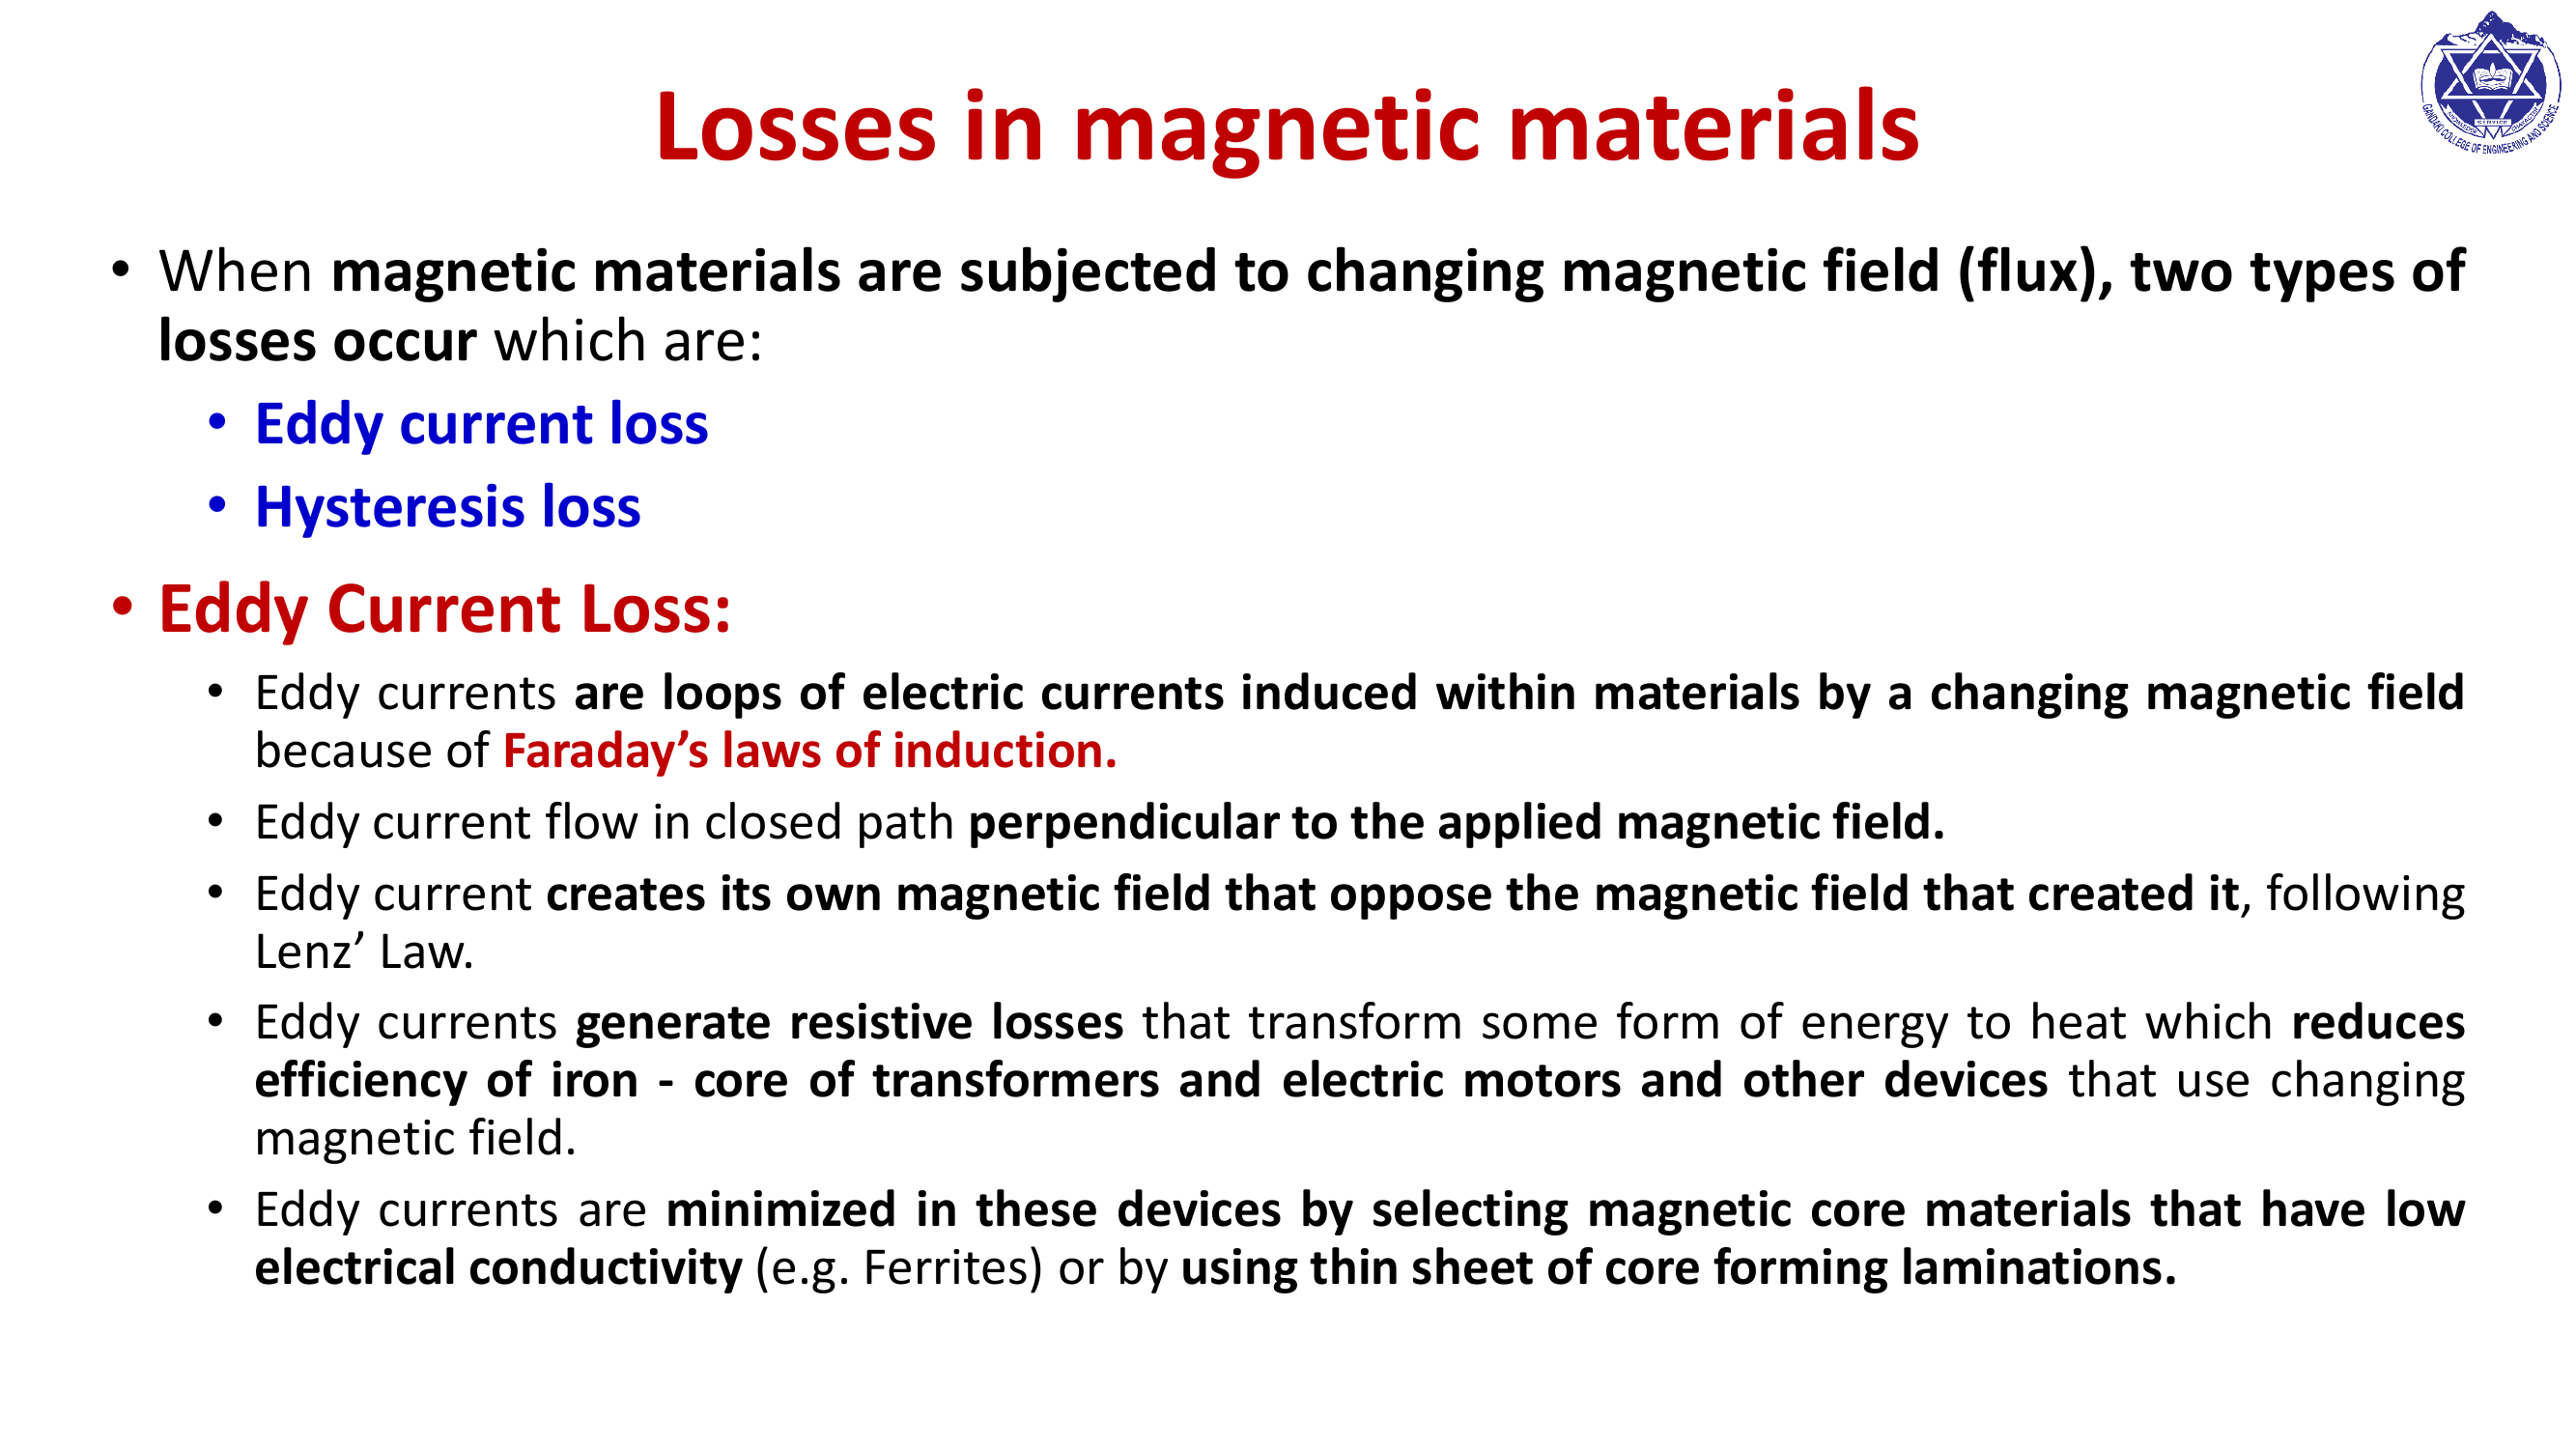 Losses in magnetic materials
GANDAKI COLLEGE OF ENGINEERING AND SCIENCE
SERVICE
• When magnetic materials are subjected to changing magnetic field (flux), two types of
losses occur which are:
• Eddy current loss
• Hysteresis loss
• Eddy Current Loss:
• Eddy currents are loops of electric currents induced within materials by a changing magnetic field
because of Faraday’s laws of induction.
• Eddy current flow in closed path perpendicular to the applied magnetic field.
• Eddy current creates its own magnetic field that oppose the magnetic field that created it, following
Lenz’ Law.
• Eddy currents generate resistive losses that transform some form of energy to heat which reduces
efficiency of iron - core of transformers and electric motors and other devices that use changing
magnetic field.
• Eddy currents are minimized in these devices by selecting magnetic core materials that have low
electrical conductivity (e.g. Ferrites) or by using thin sheet of core forming laminations.